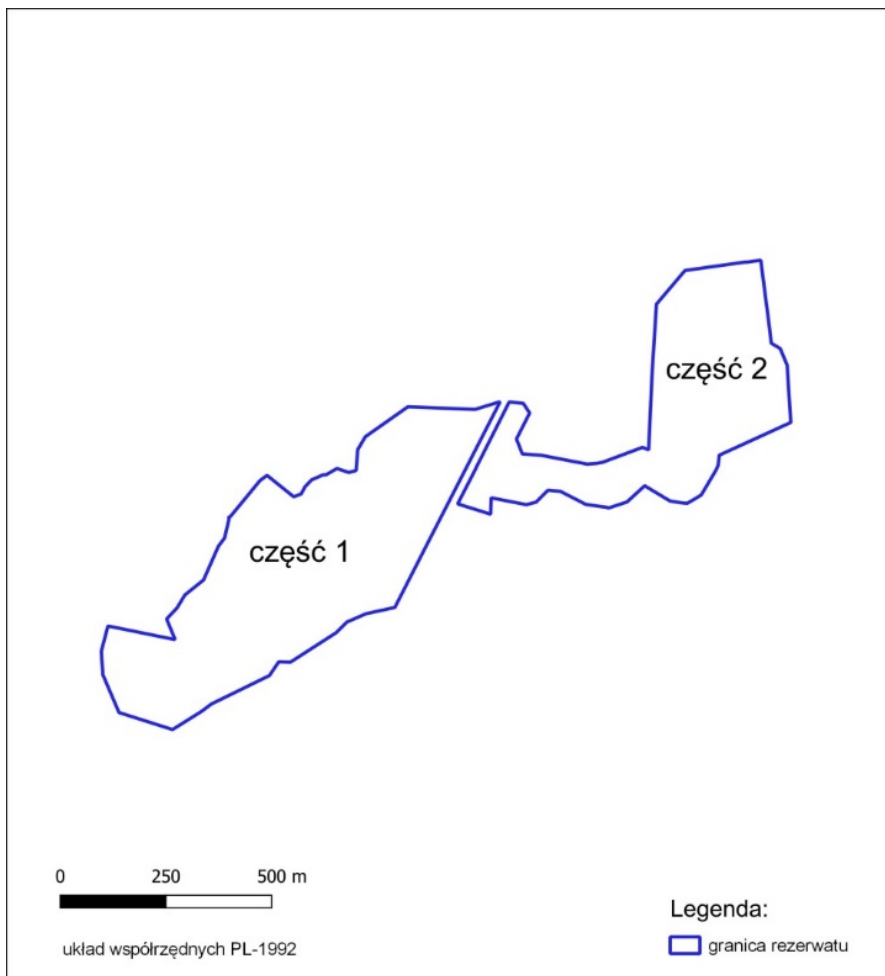 część 2
część 1
0 250 500 m
układ współrzędnych PL-1992
Legenda:
granica rezerwatu